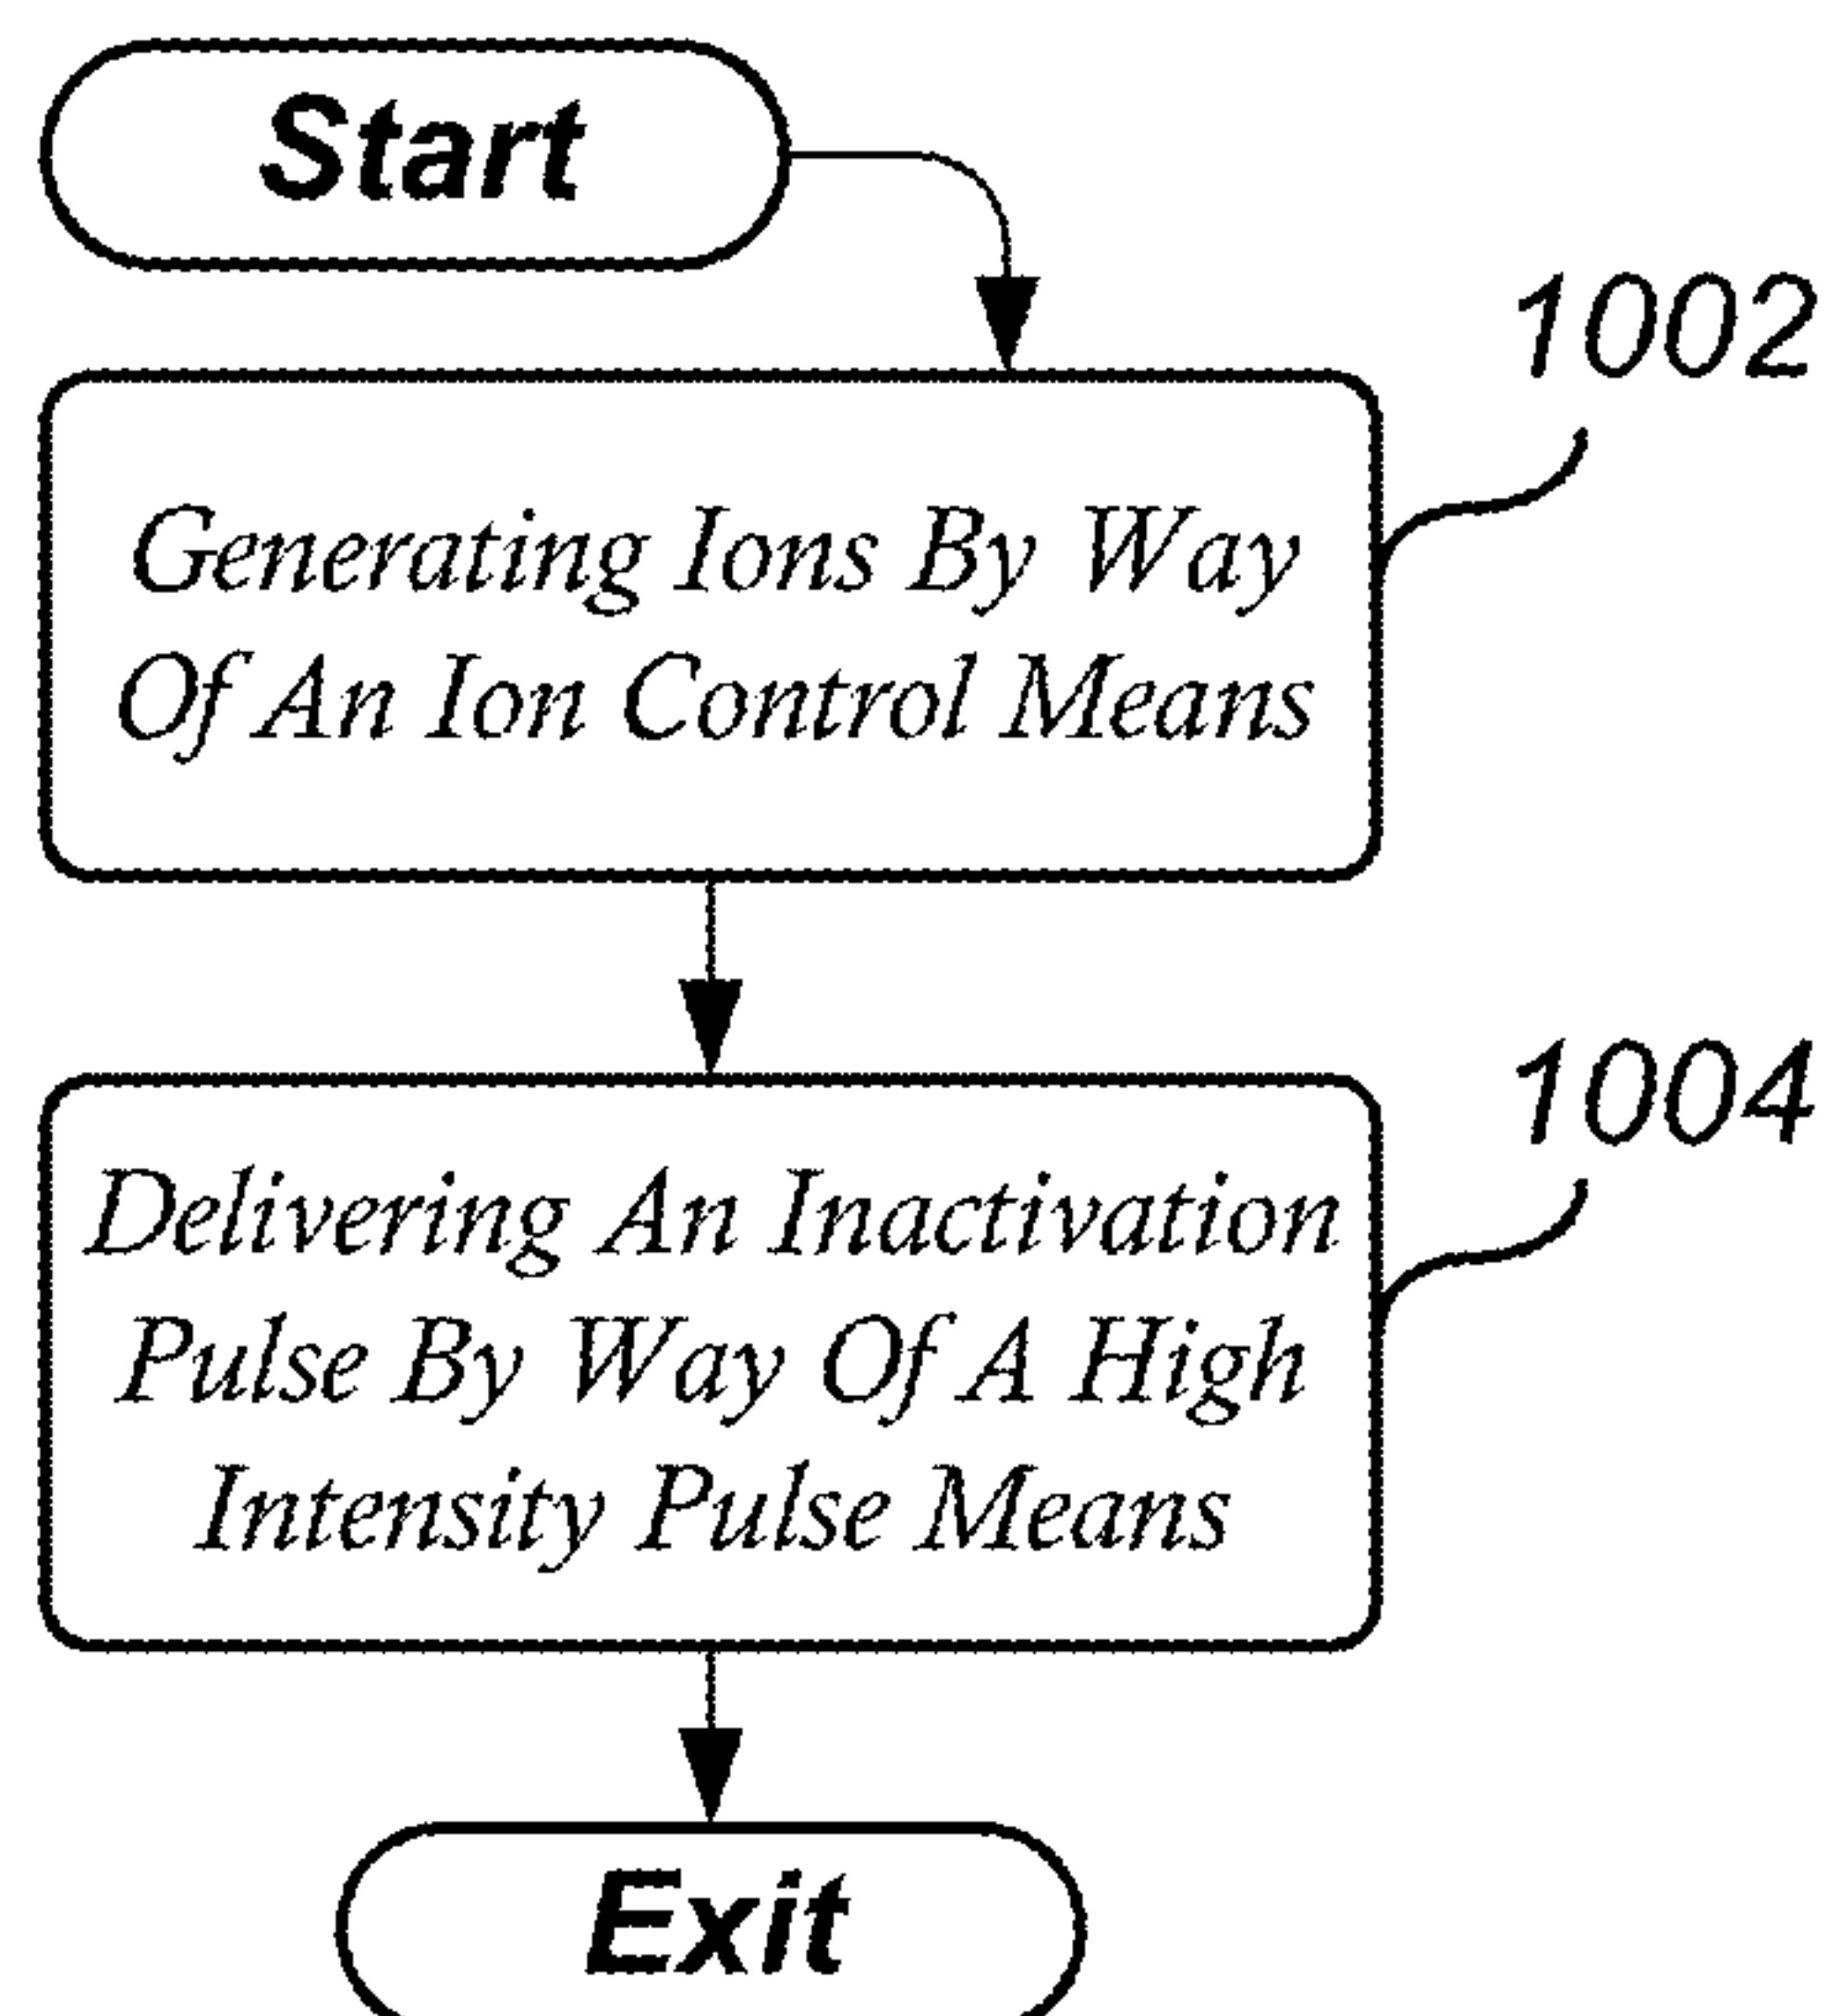 Start
1002
Generating Ions By Way
Of An Ion Control Means
1004
Delivering An Inactivation
Pulse By Way Of A High
Intensity Pulse Means
Exit